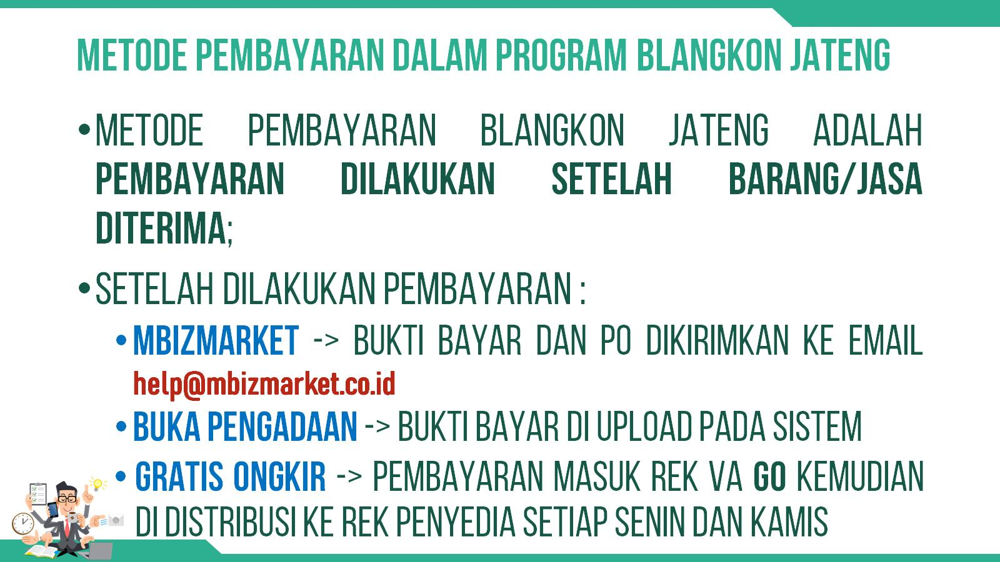 METODE PEMBAYARAN DALAM PROGRAM BLANGKON JATENG
•METODE PEMBAYARAN BLANGKON JATENG ADALAH
PEMBAYARAN DILAKUKAN SETELAH BARANG/JASA
DITERIMA;
•SETELAH DILAKUKAN PEMBAYARAN :
•MBIZMARKET -> BUKTI BAYAR DAN PO DIKIRIMKAN KE EMAIL
help@mbizmarket.co.id
•BUKA PENGADAAN -> BUKTI BAYAR DI UPLOAD PADA SISTEM
• GRATIS ONGKIR -> PEMBAYARAN MASUK REK VA GO KEMUDIAN
DI DISTRIBUSI KE REK PENYEDIA SETIAP SENIN DAN KAMIS